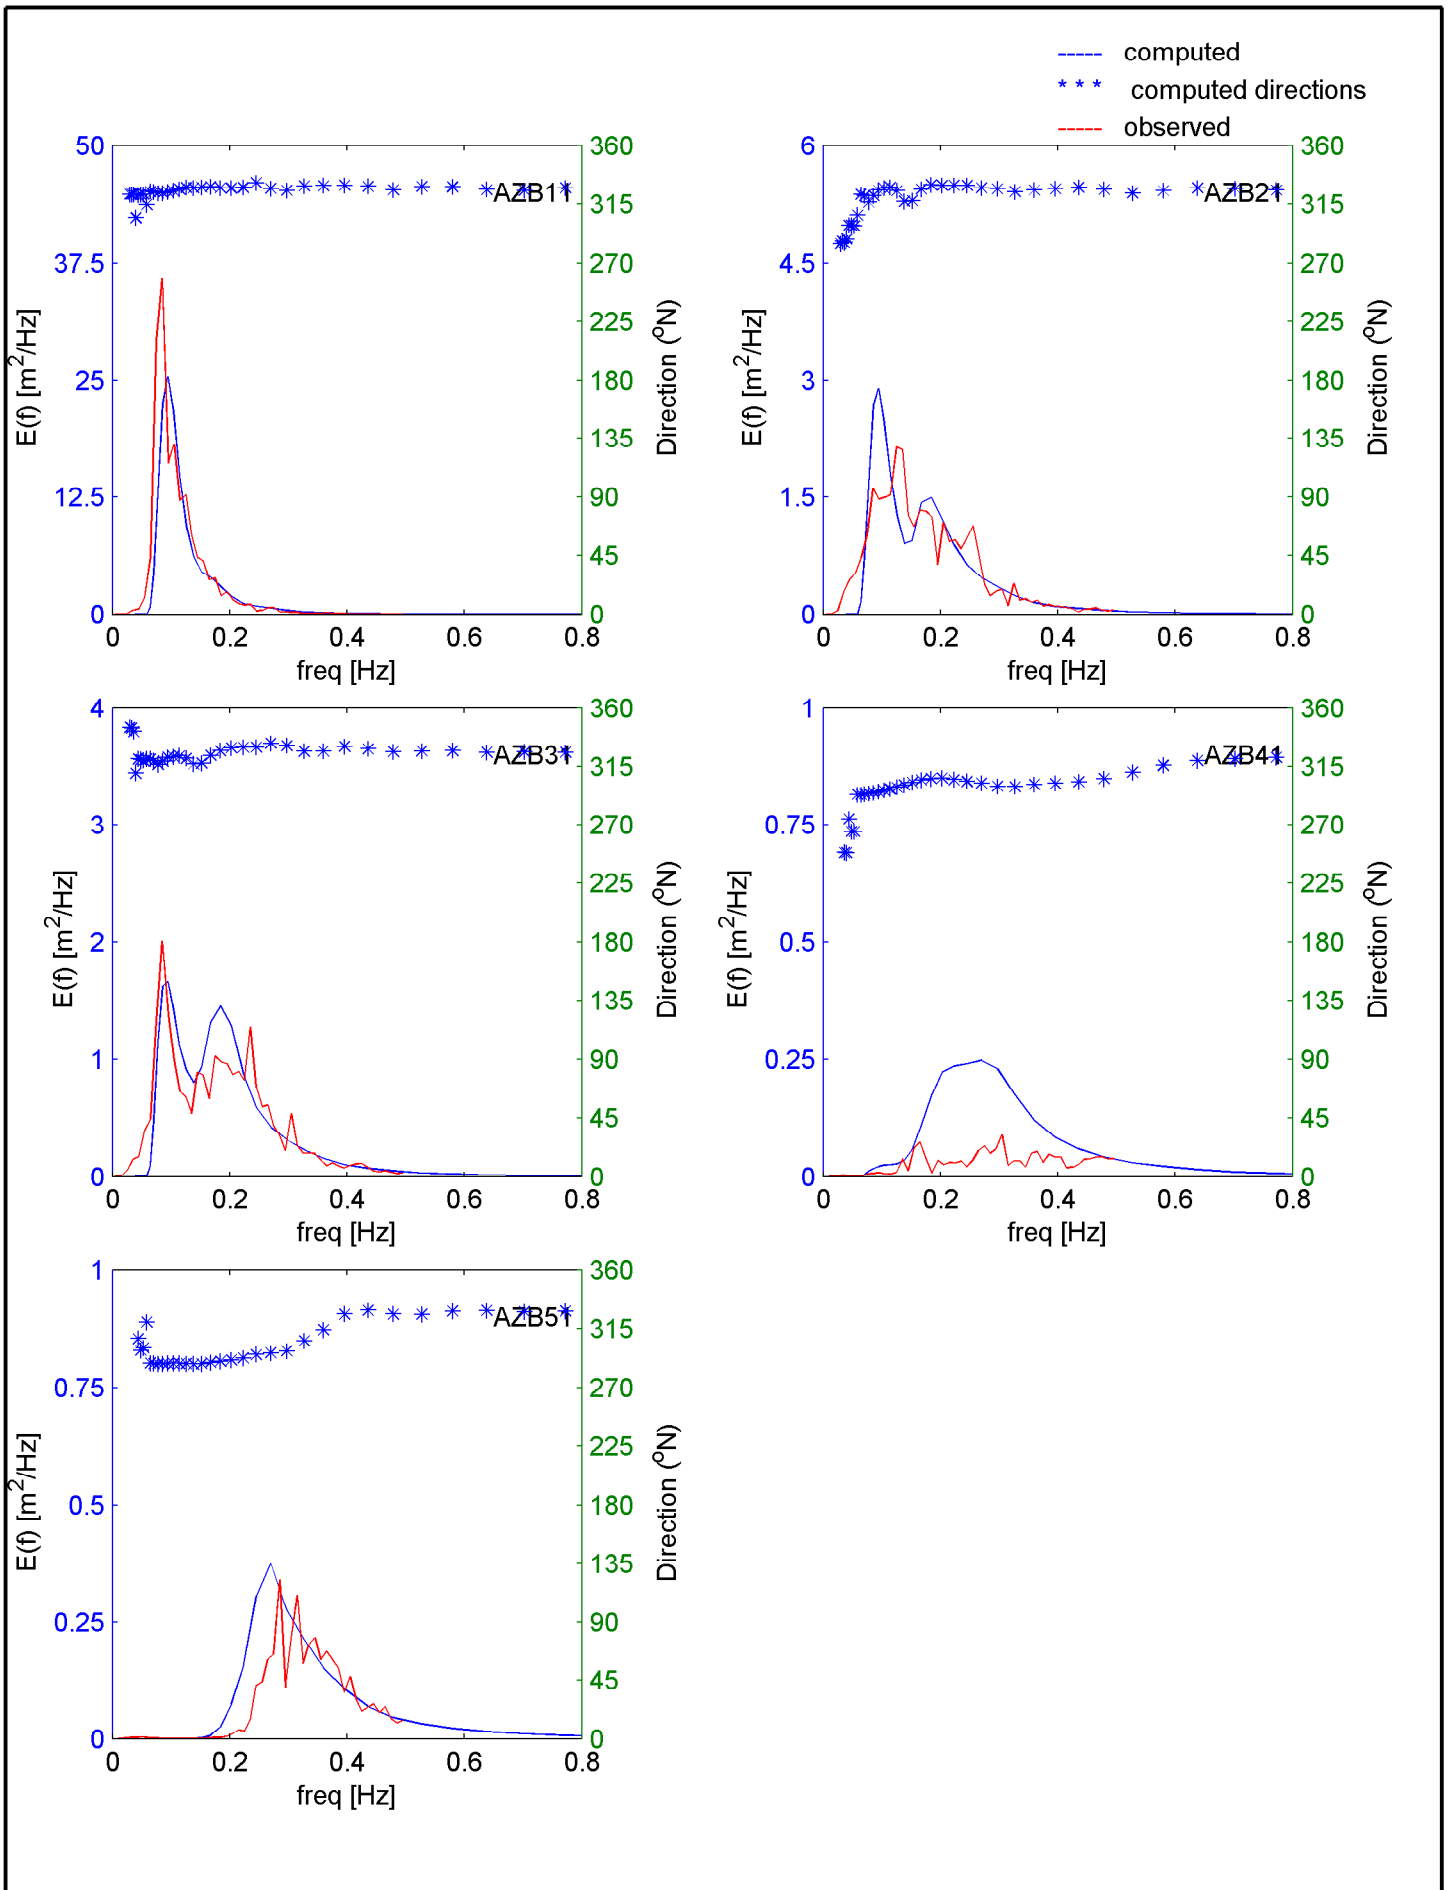 computed
* * * computed directions
observed
50
37.5
25
12.5
0
E(f) [m²/Hz]
360
315
270
225
180
135
90
45
0
Direction (°N)
AZB11
0 0.2 0.4 0.6 0.8
freq [Hz]
6
4.5
3
1.5
0
E(f) [m²/Hz]
360
315
270
225
180
135
90
45
0
Direction (°N)
AZB21
0 0.2 0.4 0.6 0.8
freq [Hz]
4
3
2
1
0
E(f) [m²/Hz]
360
315
270
225
180
135
90
45
0
Direction (°N)
AZB31
0 0.2 0.4 0.6 0.8
freq [Hz]
1
0.75
0.5
0.25
0
E(f) [m²/Hz]
360
315
270
225
180
135
90
45
0
Direction (°N)
AZB41
0 0.2 0.4 0.6 0.8
freq [Hz]
1
0.75
0.5
0.25
0
E(f) [m²/Hz]
360
315
270
225
180
135
90
45
0
Direction (°N)
AZB51
0 0.2 0.4 0.6 0.8
freq [Hz]